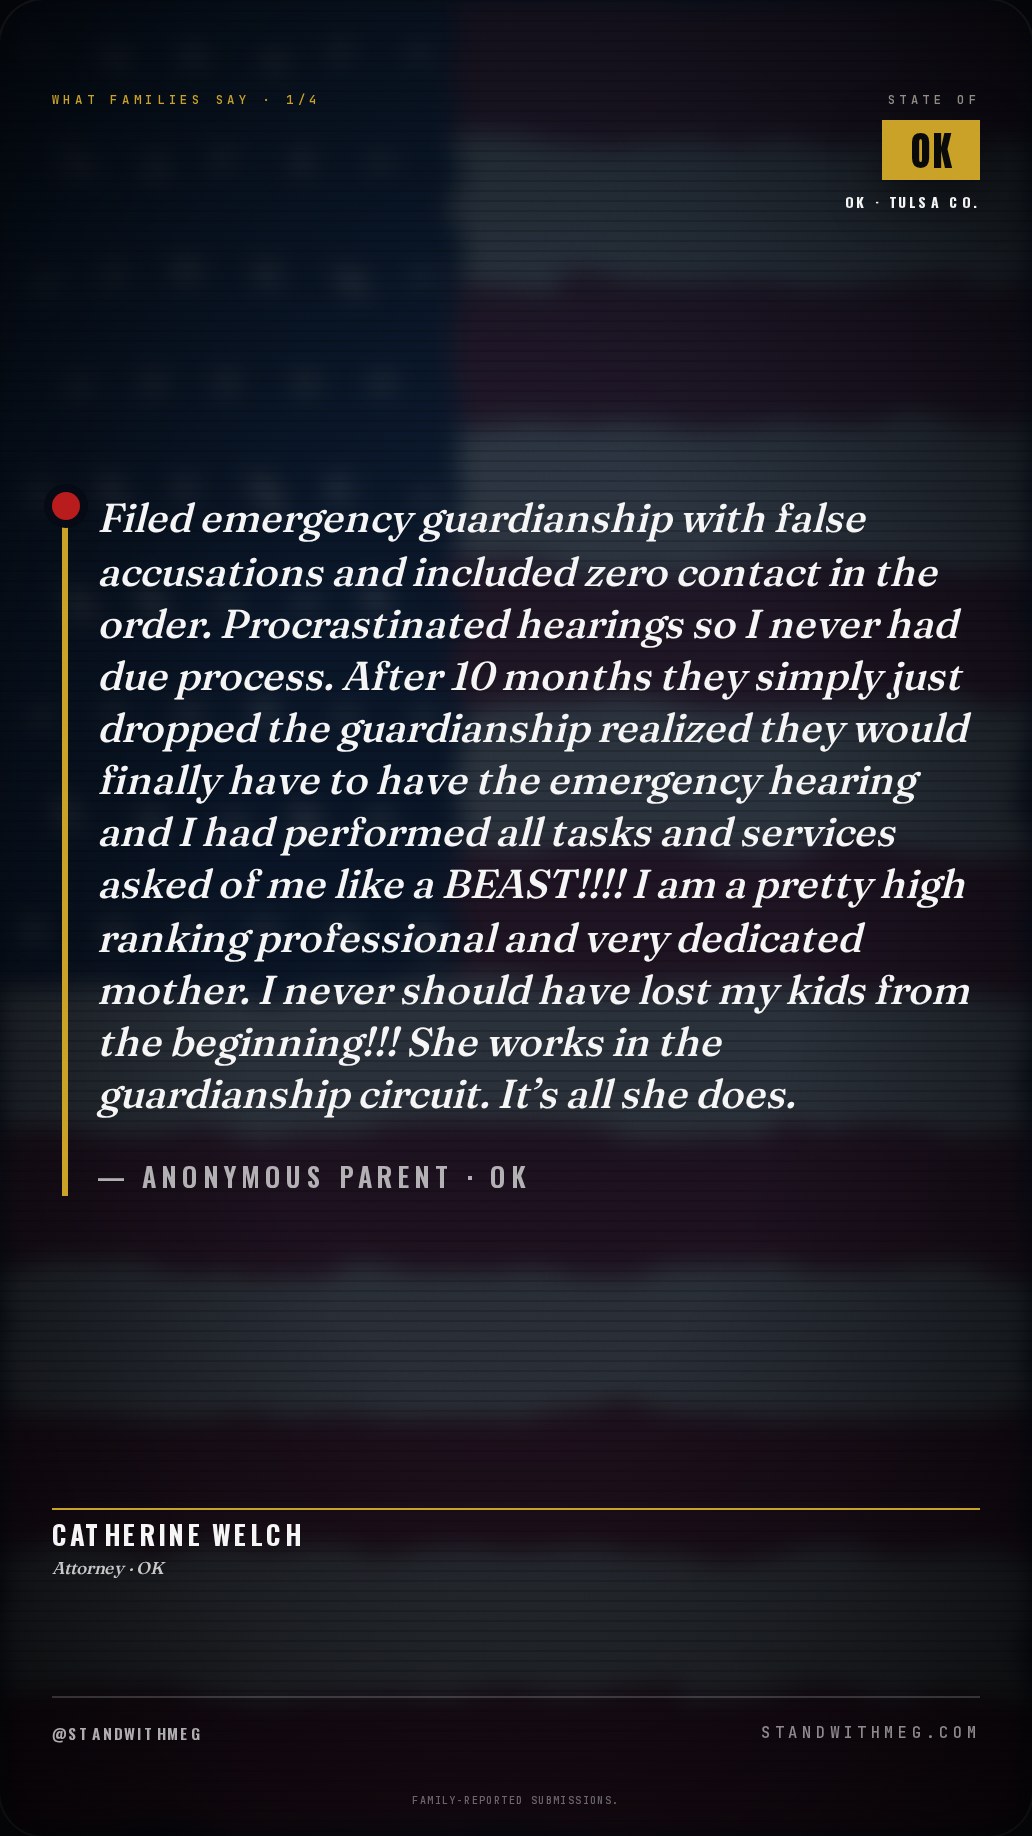 WHAT FAMILIES SAY · 1/4
STATE OF
OK
OK · TULSA CO.
Filed emergency guardianship with false
accusations and included zero contact in the
order. Procrastinated hearings so I never had
due process. After 10 months they simply just
dropped the guardianship realized they would
finally have to have the emergency hearing
and I had performed all tasks and services
asked of me like a BEAST!!!! I am a pretty high
ranking professional and very dedicated
mother. I never should have lost my kids from
the beginning!!! She works in the
guardianship circuit. It’s all she does.
— ANONYMOUS PARENT · OK
CATHERINE WELCH
Attorney · OK
@STANDWITHMEG
STANDWITHMEG.COM
FAMILY-REPORTED SUBMISSIONS.